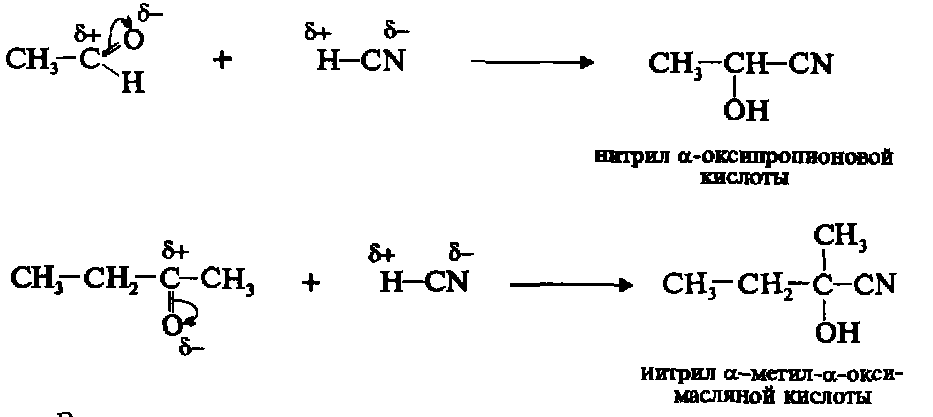 δ+ δ– δ+ δ–
CH₃–C O H + H–CN → CH₃–CH–CN
OH
нитрил α-оксипропионовой
кислоты
CH₃
δ+ δ+ δ–
CH₃–CH₂–C–CH₃ + H–CN → CH₃–CH₂–C–CN
O OH
δ–
нитрил α–метил-α-окси-
масляной кислоты